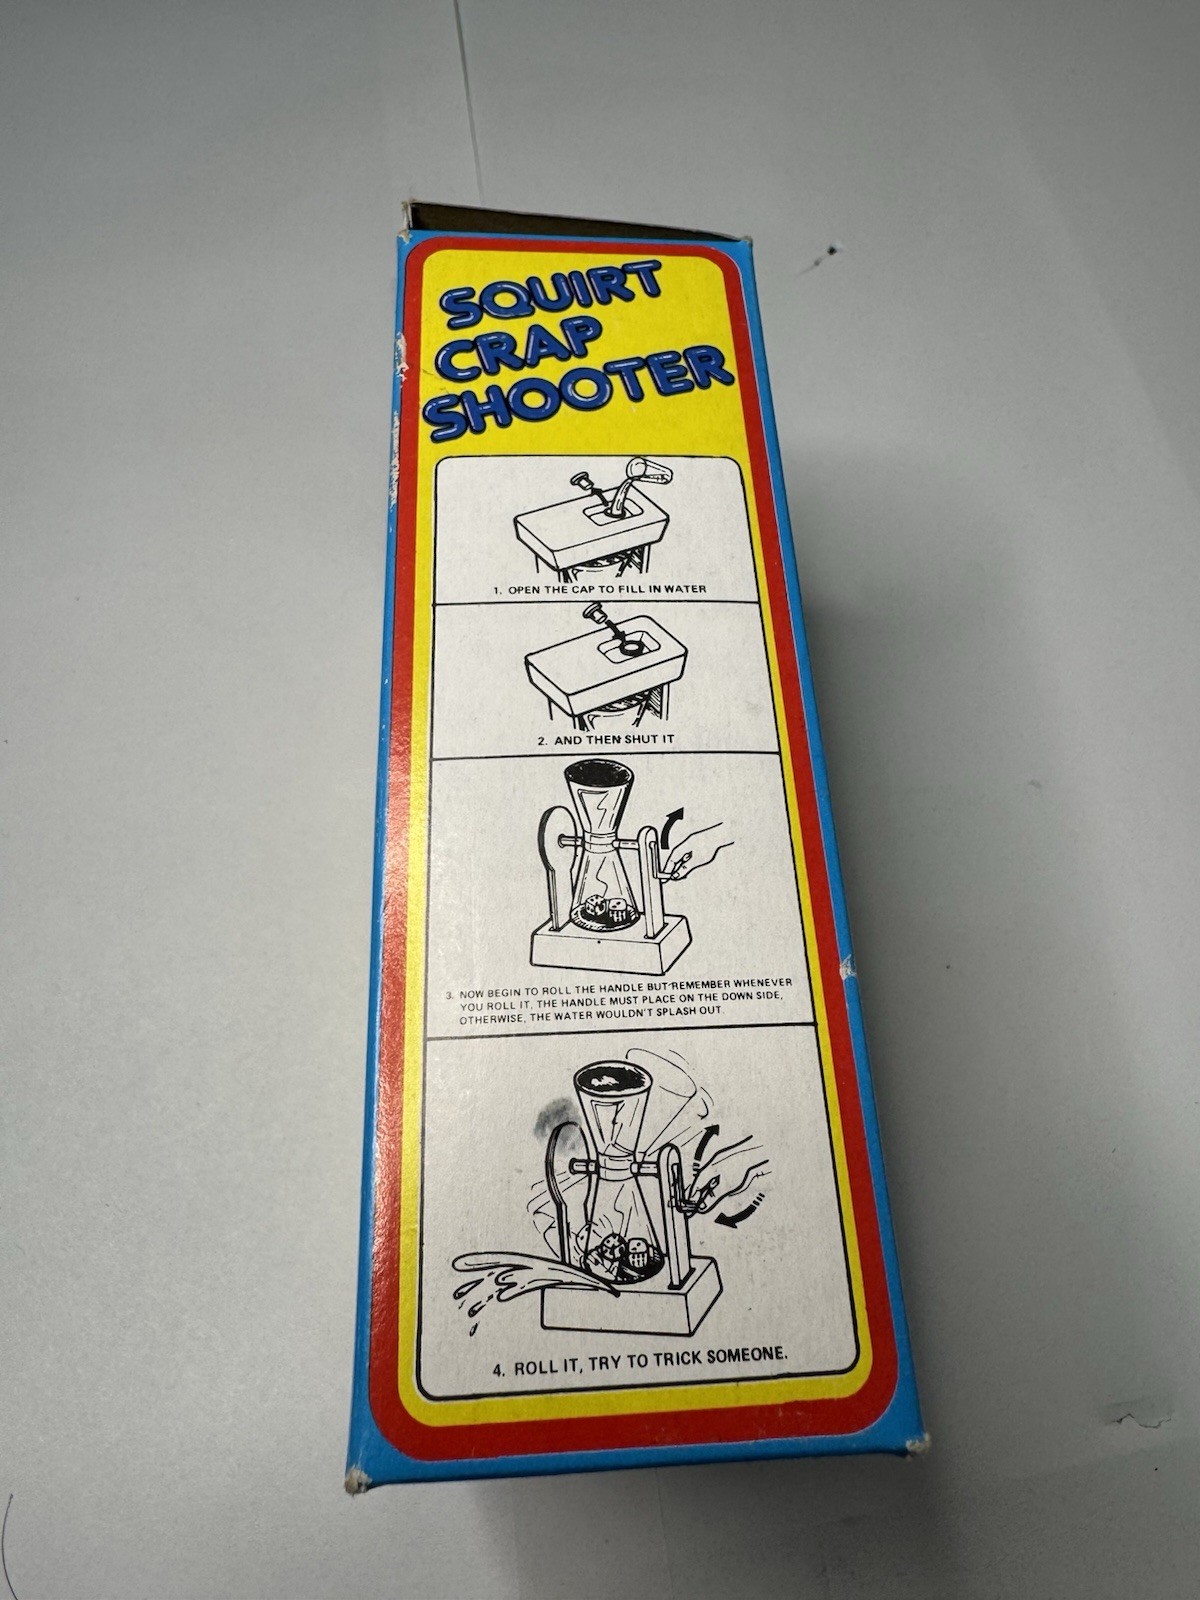 SQUIRT
CRAP
SHOOTER
1. OPEN THE CAP TO FILL IN WATER
2. AND THEN SHUT IT
3. NOW BEGIN TO ROLL THE HANDLE BUT REMEMBER WHENEVER
YOU ROLL IT, THE HANDLE MUST PLACE ON THE DOWN SIDE,
OTHERWISE, THE WATER WOULDN'T SPLASH OUT.
4. ROLL IT, TRY TO TRICK SOMEONE.